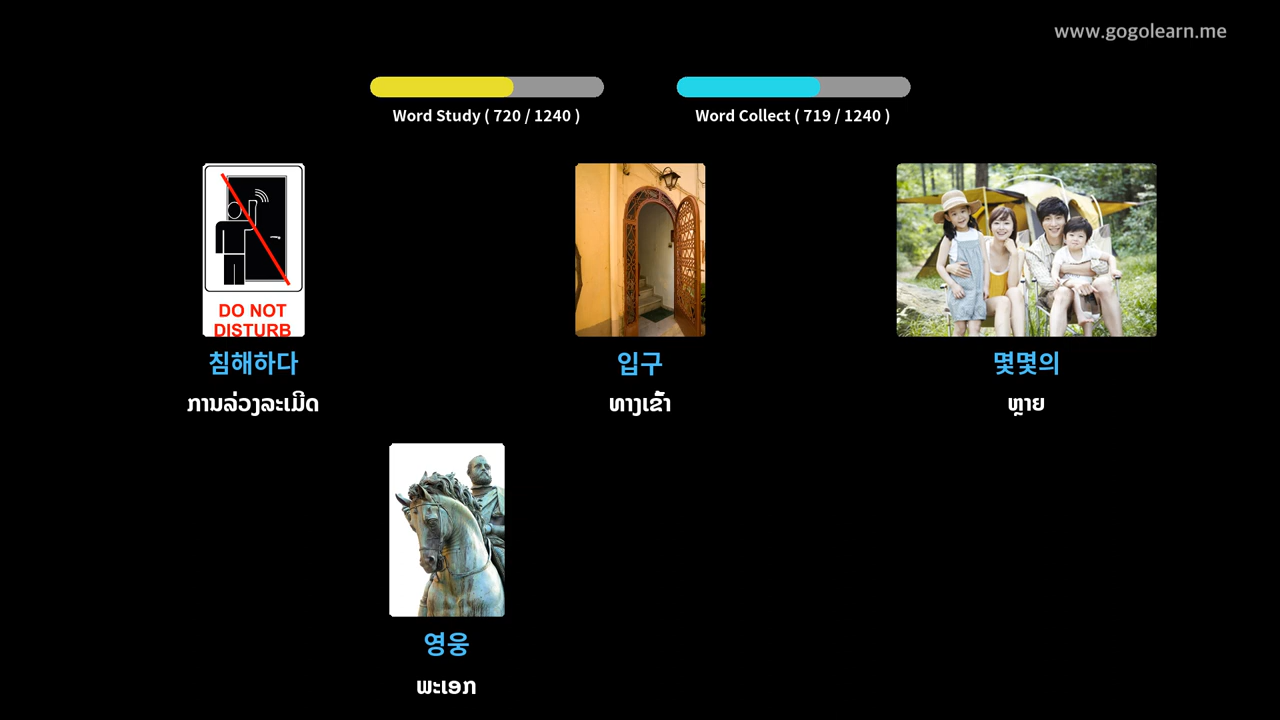 www.gogolearn.me
Word Study ( 720 / 1240 )
Word Collect ( 719 / 1240 )
DO NOT
DISTURB
침해하다
입구
몇몇의
ການລ່ວງລະເມີດ
ທາງເຂົ້າ
ຫຼາຍ
영웅
ພະເອກ